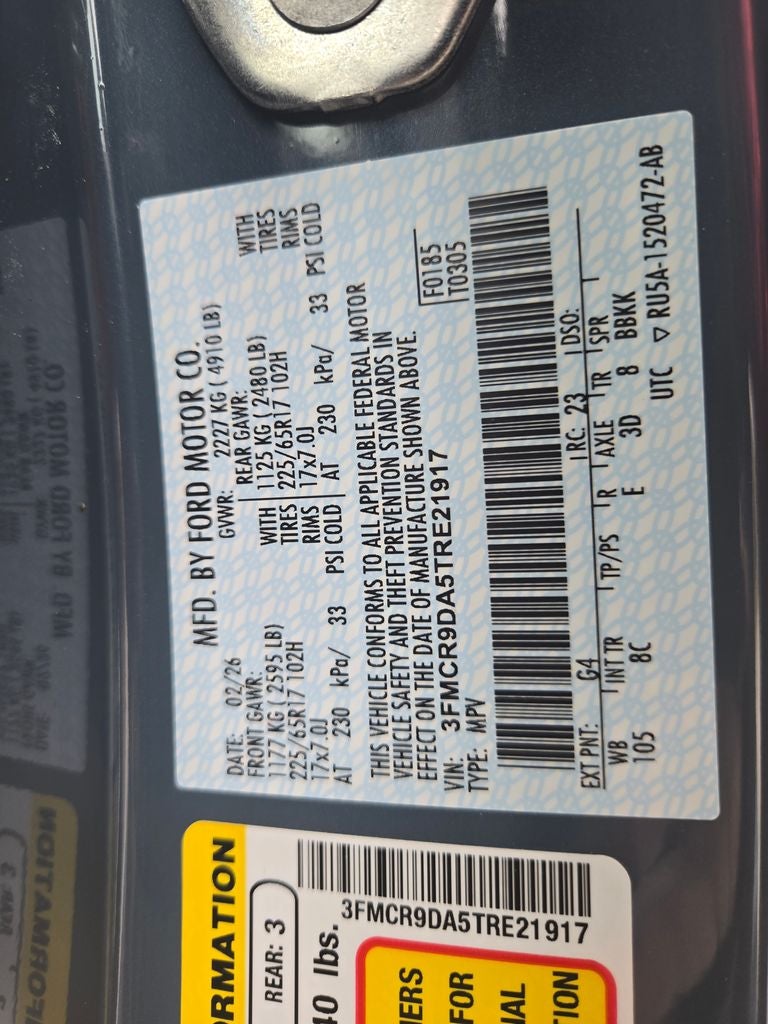 MFD. BY FORD MOTOR CO.
DATE: 02/26 GVWR: 2227 KG ( 4910 LB)
FRONT GAWR: REAR GAWR:
1177 KG ( 2595 LB) WITH 1125 KG ( 2480 LB) WITH
225/65R17 102H TIRES 225/65R17 102H TIRES
17x7.0J RIMS 17x7.0J RIMS
AT 230 kPa/ 33 PSI COLD AT 230 kPa/ 33 PSI COLD
THIS VEHICLE CONFORMS TO ALL APPLICABLE FEDERAL MOTOR
VEHICLE SAFETY AND THEFT PREVENTION STANDARDS IN
EFFECT ON THE DATE OF MANUFACTURE SHOWN ABOVE.
VIN: 3FMCR9DA5TRE21917 F0185
TYPE: MPV T0305
EXT PNT: G4 RC: 23 DSO:
WB INT TR TP/PS R AXLE TR SPR
105 8C E 3D 8 BBKK
UTC ▽ RU5A-1520472-AB
RMATION
REAR: 3
40 lbs.
3FMCR9DA5TRE21917
IERS
FOR
IAL
TION